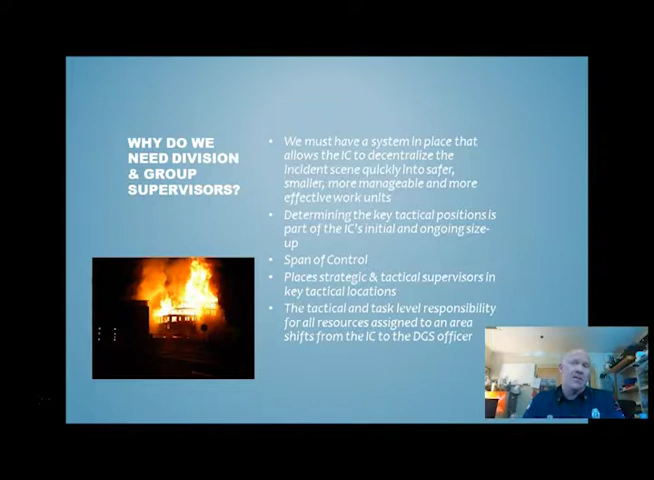 WHY DO WE
NEED DIVISION
& GROUP
SUPERVISORS?
• We must have a system in place that
allows the IC to decentralize the
incident scene quickly into safer,
smaller, more manageable and more
effective work units
• Determining the key tactical positions is
part of the IC's initial and ongoing size-
up
• Span of Control
• Places strategic & tactical supervisors in
key tactical locations
• The tactical and task level responsibility
for all resources assigned to an area
shifts from the IC to the DGS officer